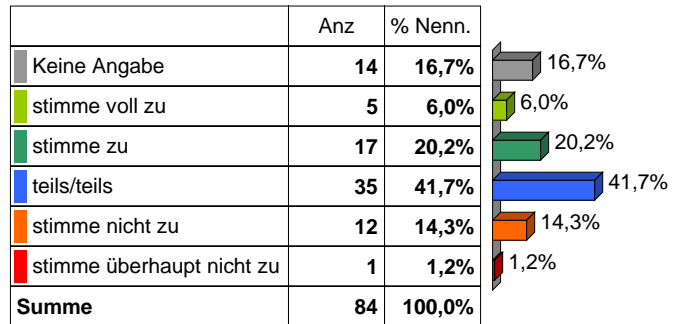 Anz % Nenn.
Keine Angabe 14 16,7% 16,7%
stimme voll zu 5 6,0% 6,0%
stimme zu 17 20,2% 20,2%
teils/teils 35 41,7% 41,7%
stimme nicht zu 12 14,3% 14,3%
stimme überhaupt nicht zu 1 1,2% 1,2%
Summe 84 100,0%